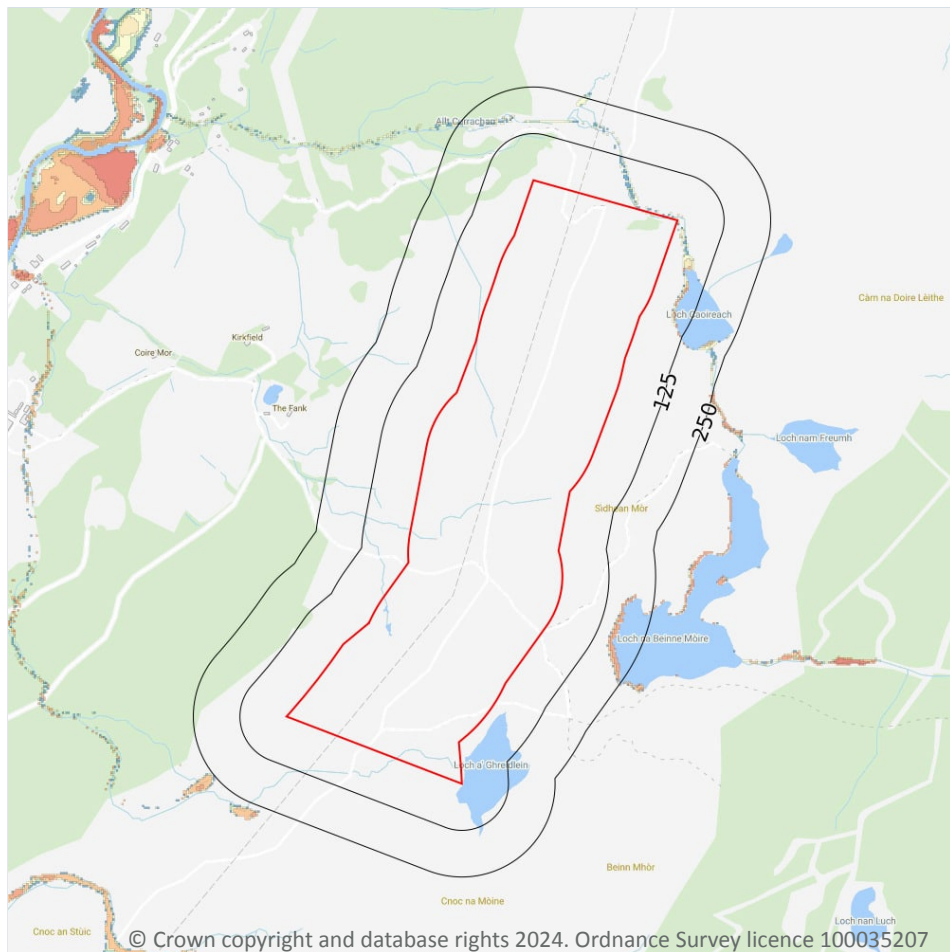 Allt Carrachan
Loch Caoireach
Càrn na Doire Lèithe
Kirkfield
Coire Mor
The Fank
125
250
Loch nam Freumh
Sidhean Mòr
Loch na Beinne Mòire
Loch a' Ghreidlein
Beinn Mhòr
Cnoc na Mòine
Loch nan Luch
Cnoc an Stùic
© Crown copyright and database rights 2024. Ordnance Survey licence 100035207